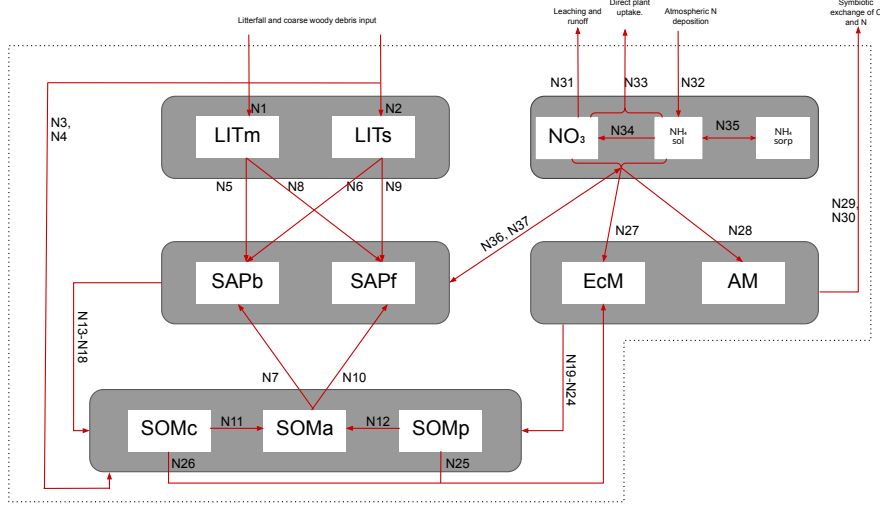 Litterfall and coarse woody debris input
Leaching and
runoff
Direct plant
uptake.
Atmospheric N
deposition
Symbiotic
exchange of C
and N
N1
N2
N31
N33
N32
N3,
N4
LITm
LITs
NO₃
N34
NH₄
sol
N35
NH₄
sorp
N5
N8
N6
N9
N29,
N30
N36, N37
N27
N28
SAPb
SAPf
EcM
AM
N13-N18
N7
N10
N19-N24
SOMc
N11
SOMa
N12
SOMp
N26
N25